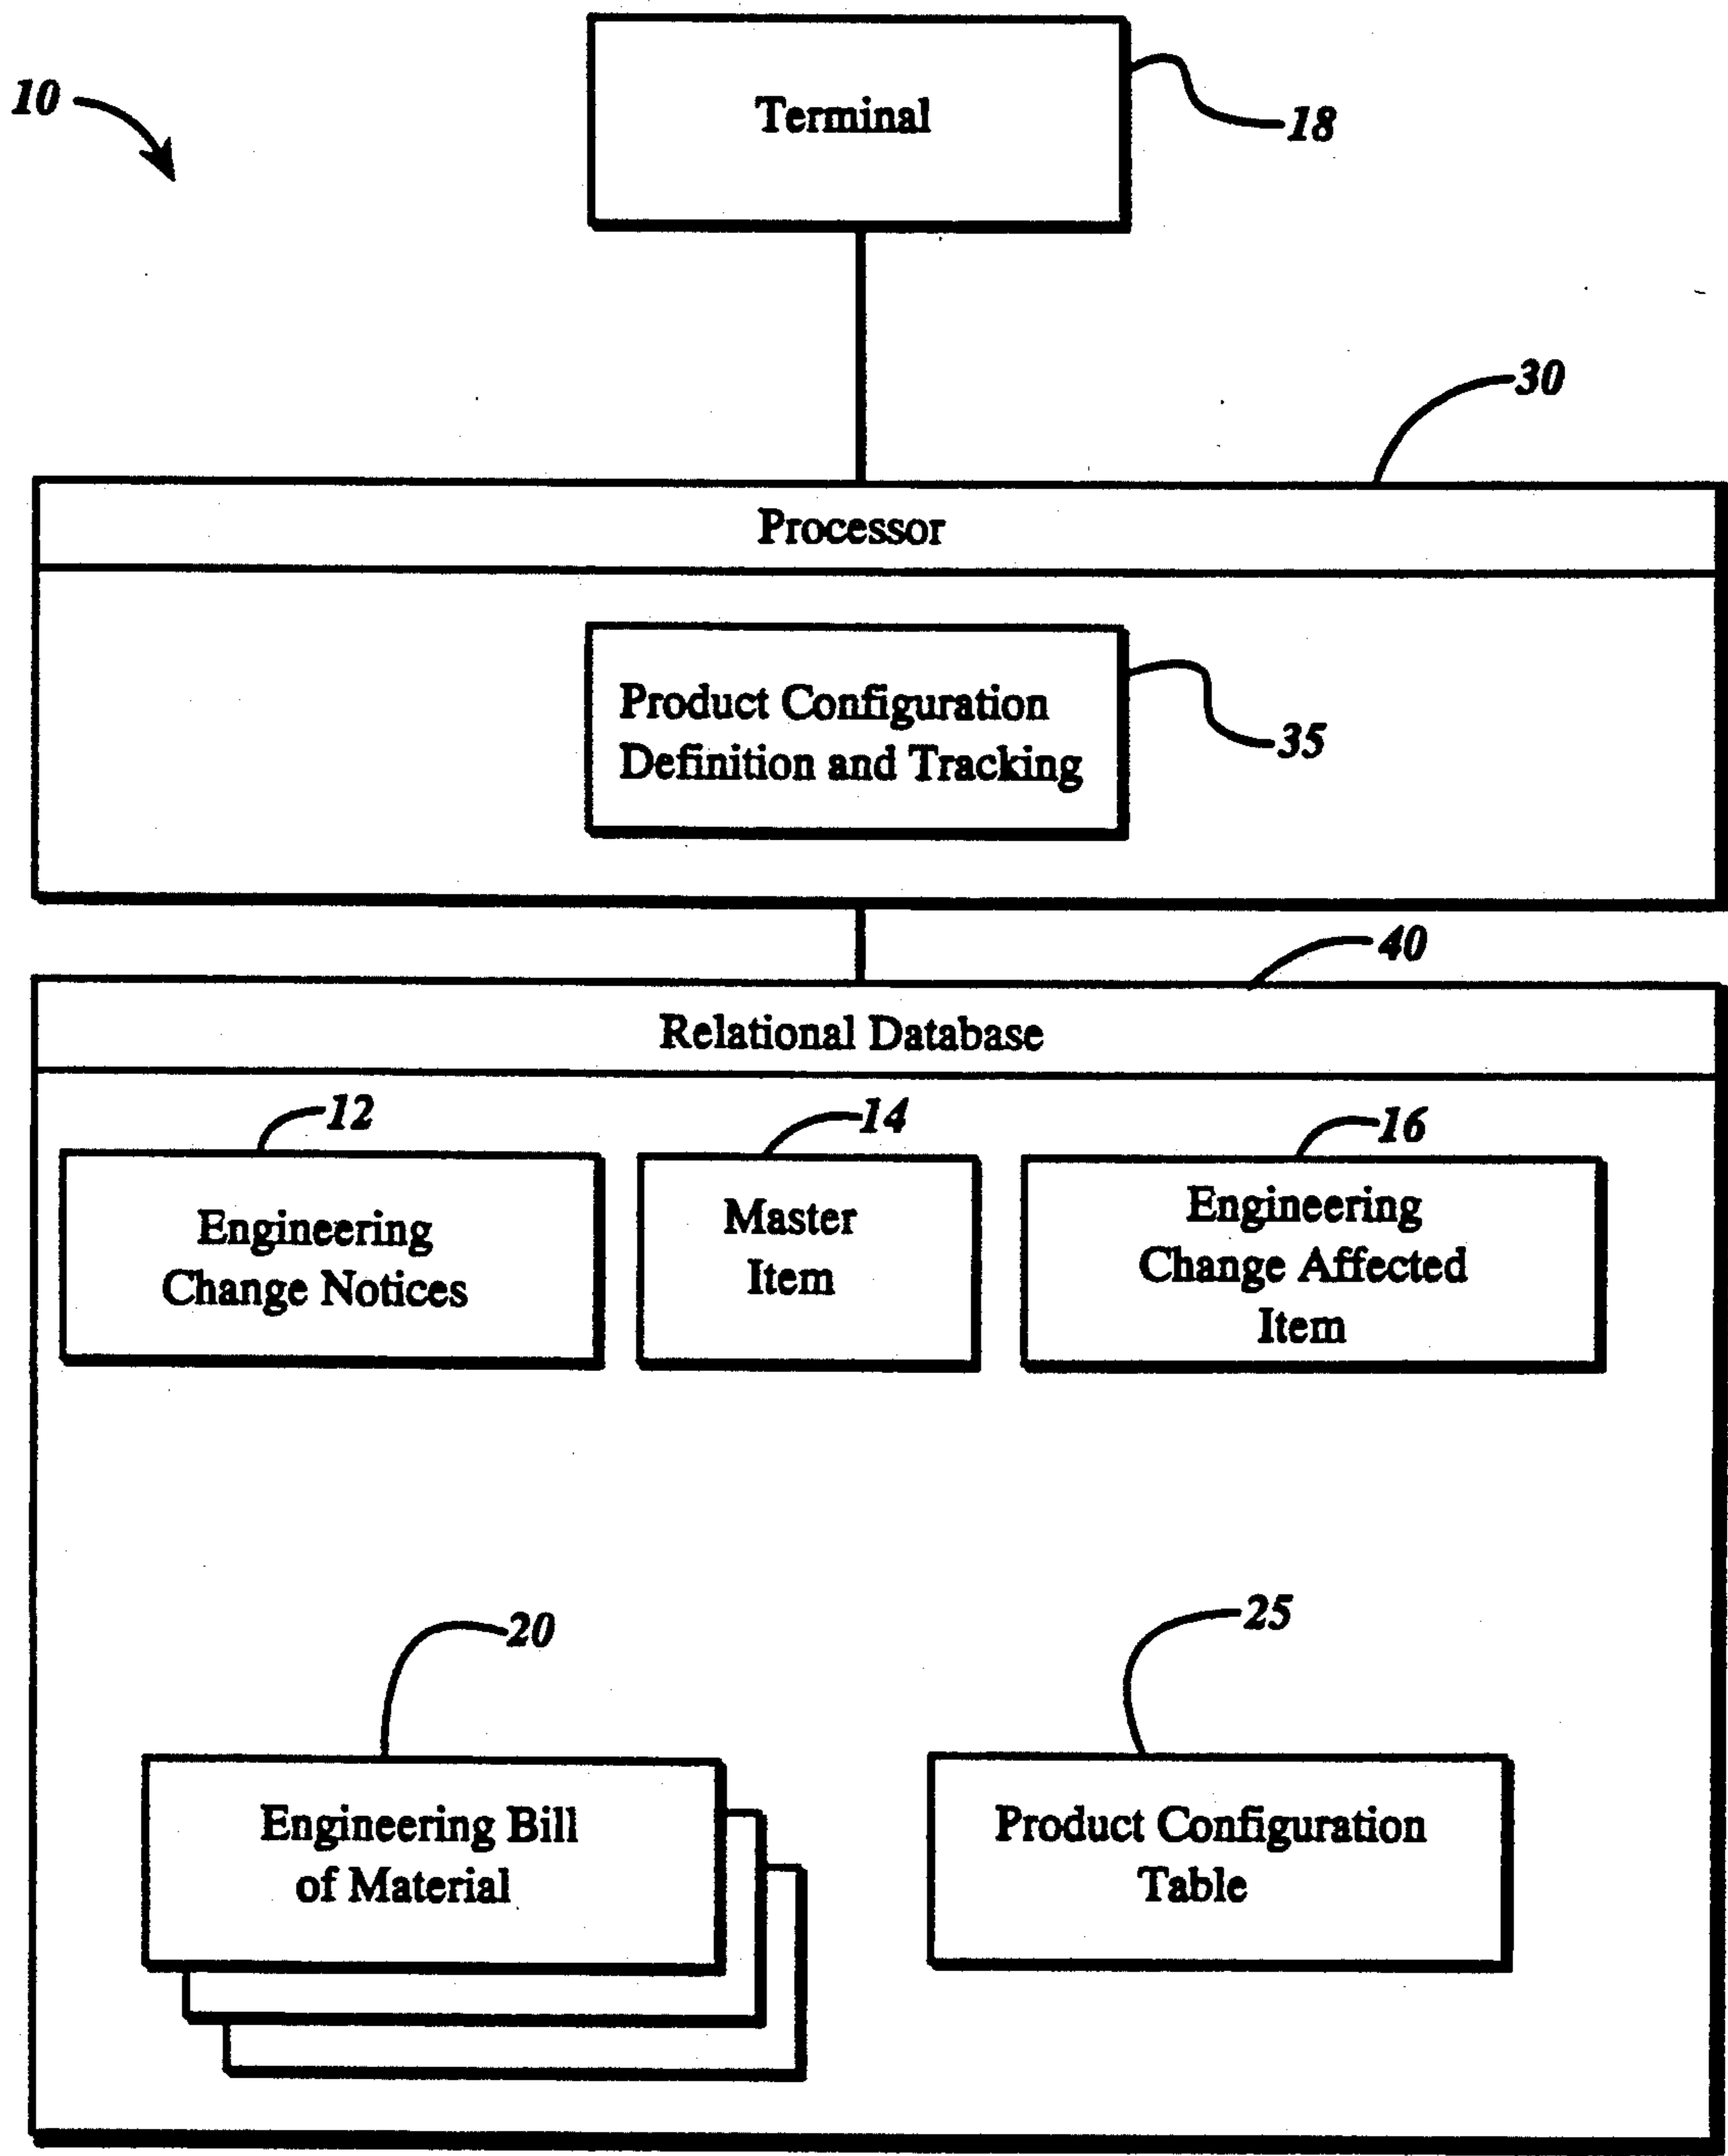 10
Terminal
18
30
Processor
Product Configuration
Definition and Tracking
35
40
Relational Database
12
14
16
Engineering
Change Notices
Master
Item
Engineering
Change Affected
Item
20
25
Engineering Bill
of Material
Product Configuration
Table